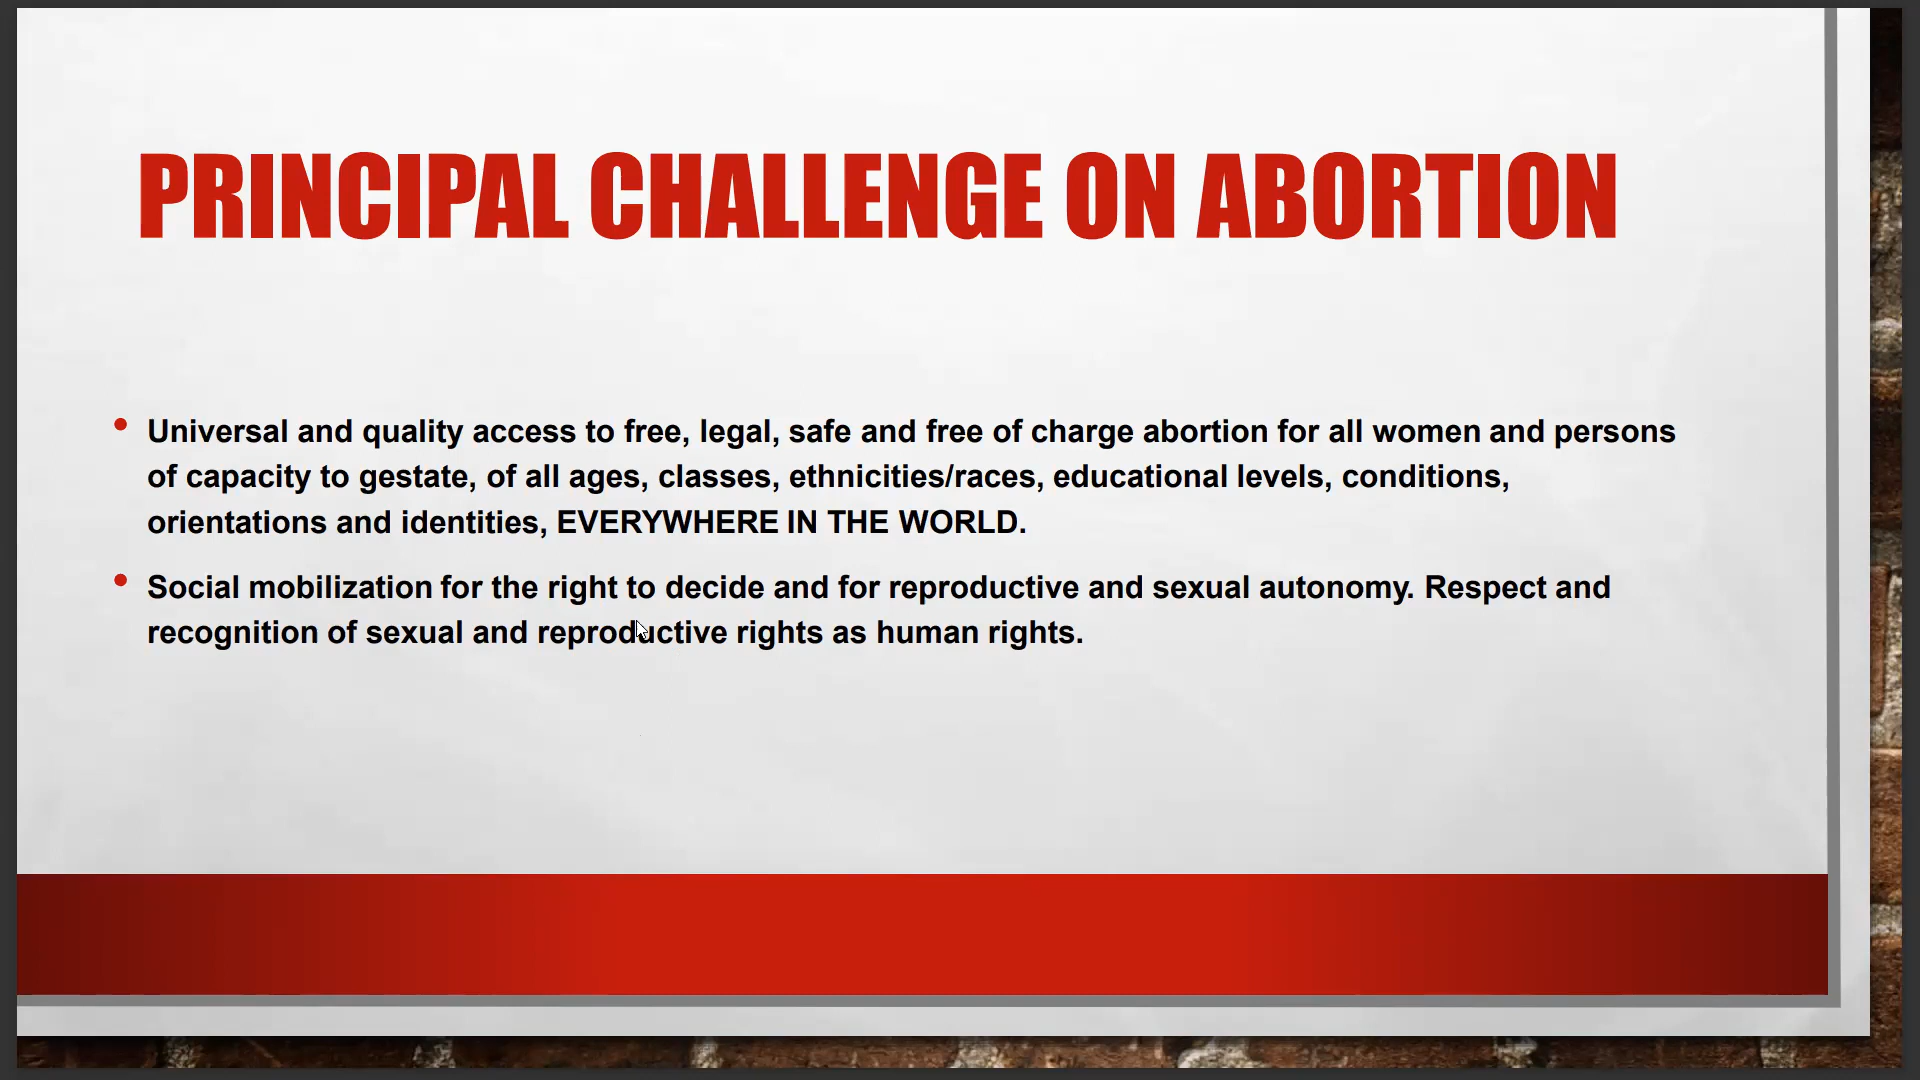 PRINCIPAL CHALLENGE ON ABORTION
• Universal and quality access to free, legal, safe and free of charge abortion for all women and persons
of capacity to gestate, of all ages, classes, ethnicities/races, educational levels, conditions,
orientations and identities, EVERYWHERE IN THE WORLD.
• Social mobilization for the right to decide and for reproductive and sexual autonomy. Respect and
recognition of sexual and reproductive rights as human rights.